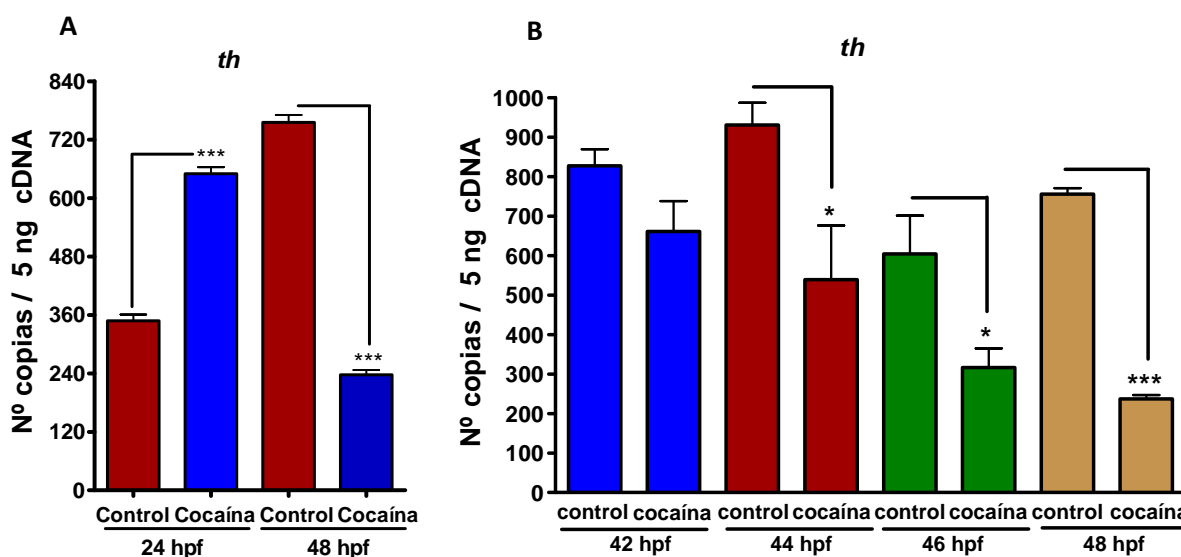 A
th
Nº copias / 5 ng cDNA
840
720
600
480
360
240
120
0
***
***
Control Cocaína Control Cocaína
24 hpf 48 hpf
B
th
Nº copias / 5 ng cDNA
1000
900
800
700
600
500
400
300
200
100
0
*
*
***
control cocaína control cocaína control cocaína control cocaína
42 hpf 44 hpf 46 hpf 48 hpf